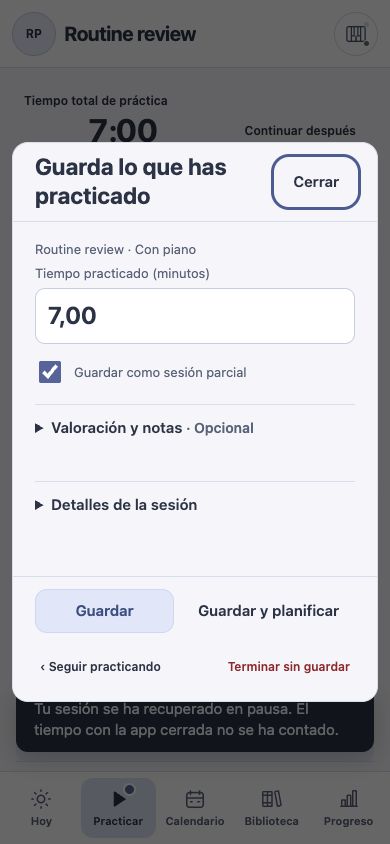 RP
Routine review
Tiempo total de práctica
7:00
Continuar después
Guarda lo que has
practicado
Cerrar
Routine review · Con piano
Tiempo practicado (minutos)
7,00
Guardar como sesión parcial
Valoración y notas · Opcional
Detalles de la sesión
Guardar
Guardar y planificar
‹ Seguir practicando
Terminar sin guardar
Tu sesión se ha recuperado en pausa. El
tiempo con la app cerrada no se ha contado.
Hoy
Practicar
Calendario
Biblioteca
Progreso